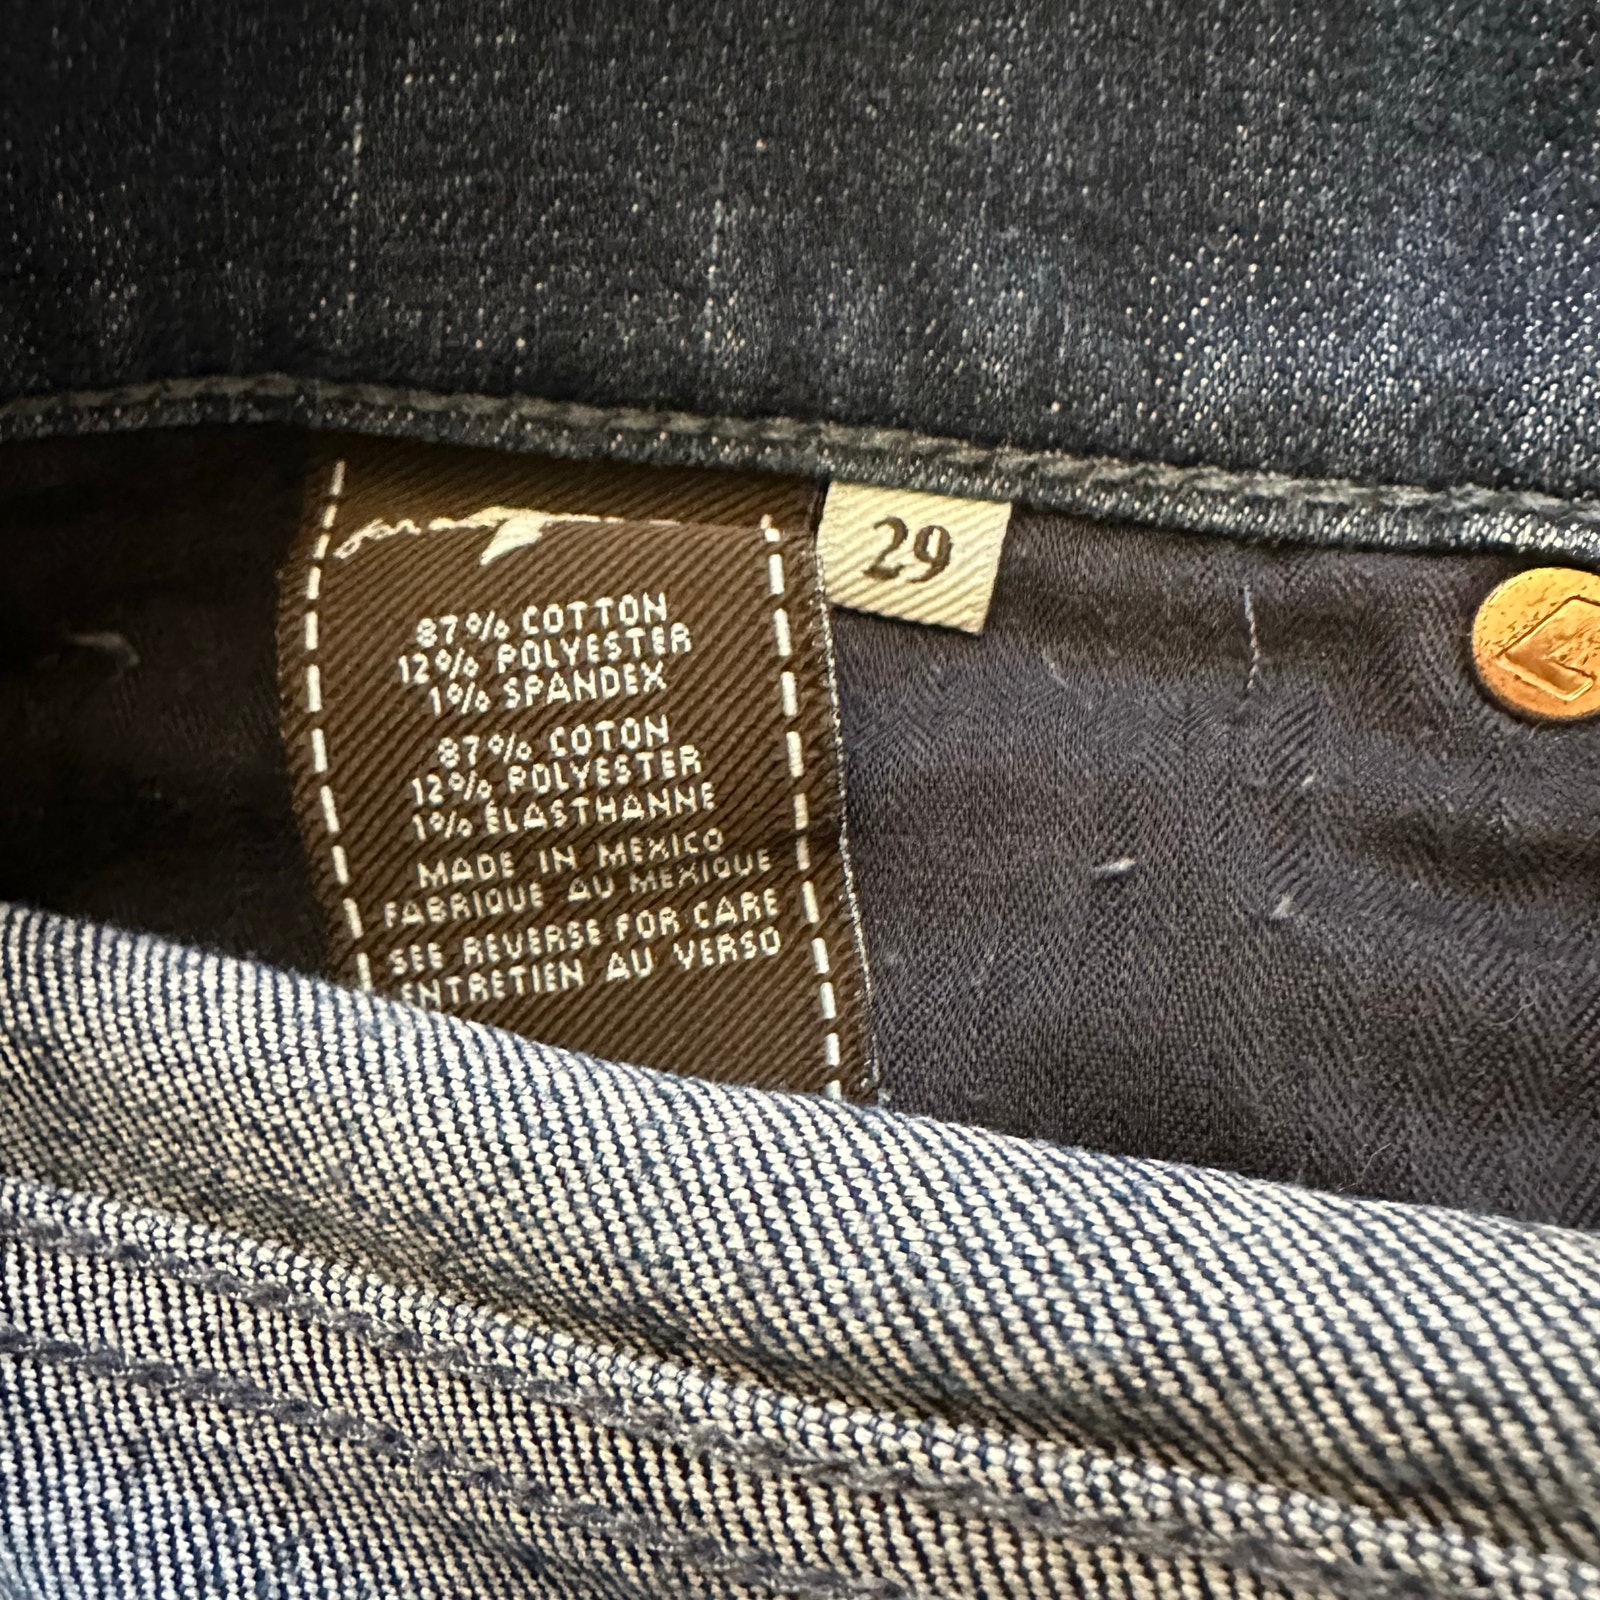 29
87% COTTON
12% POLYESTER
1% SPANDEX
87% COTON
12% POLYESTER
1% ÉLASTHANNE
MADE IN MEXICO
FABRIQUE AU MEXIQUE
SEE REVERSE FOR CARE
ENTRETIEN AU VERSO